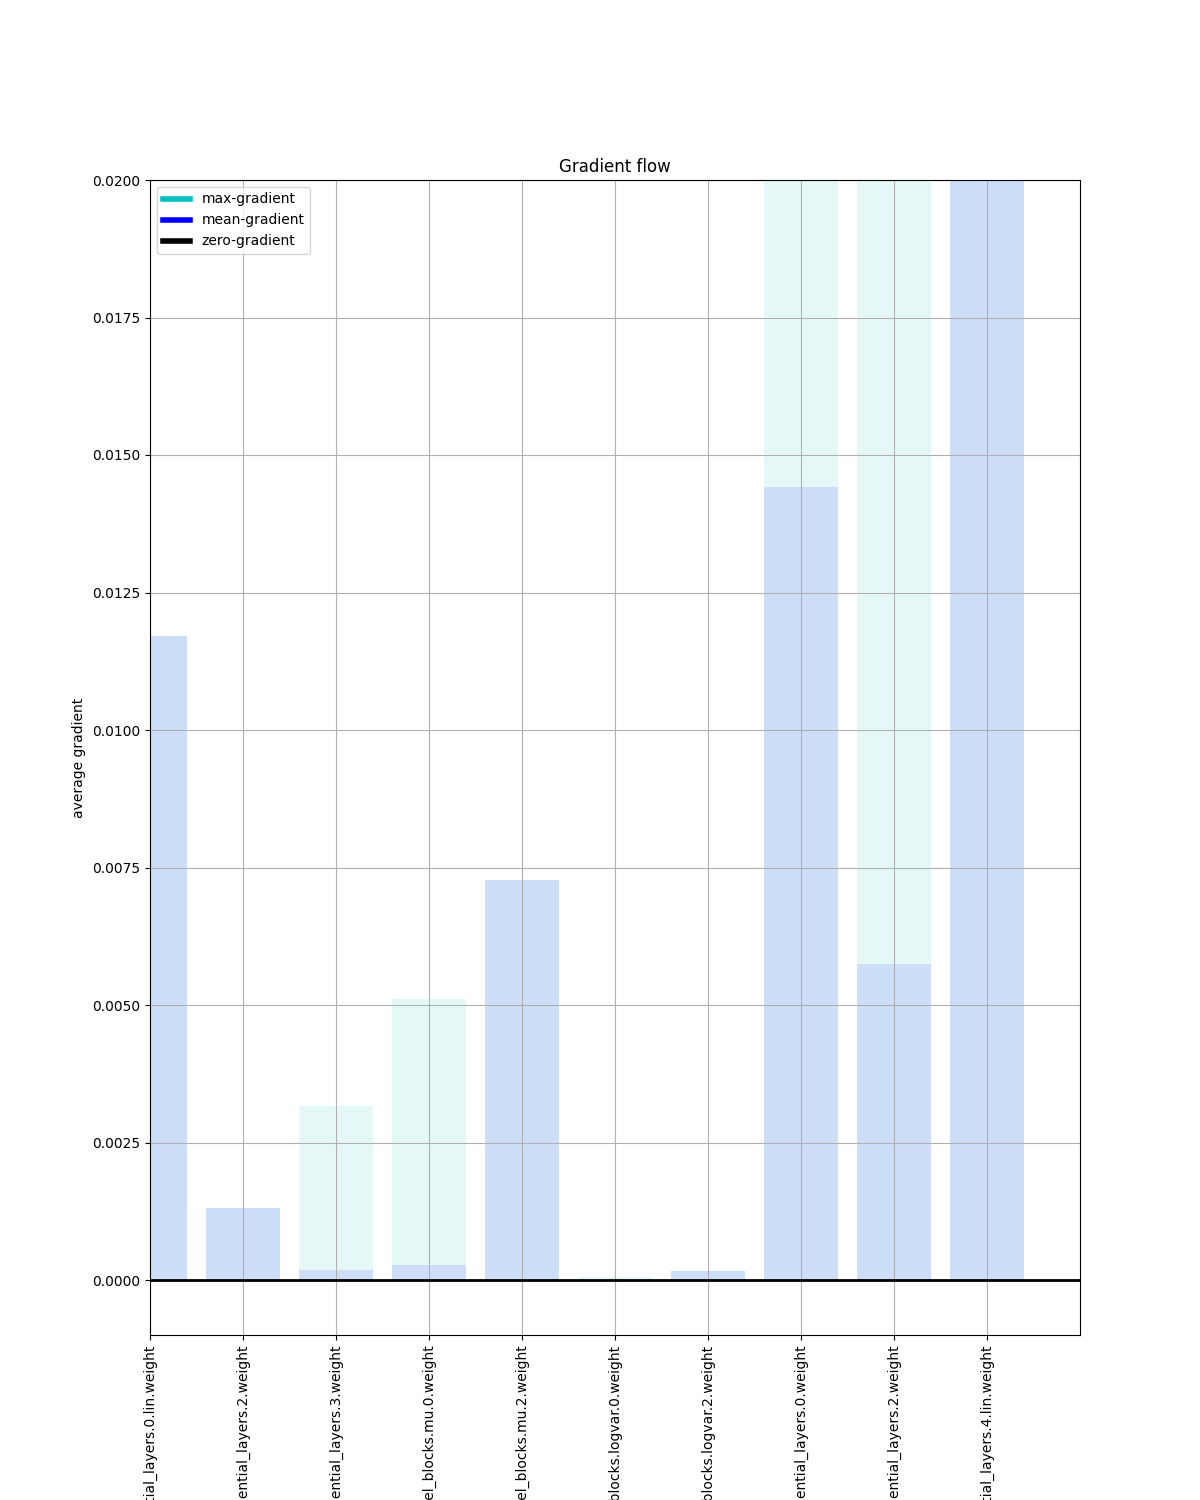 Gradient flow
max-gradient
mean-gradient
zero-gradient
0.0200
0.0175
0.0150
0.0125
0.0100
0.0075
0.0050
0.0025
0.0000
average gradient
tial_layers.0.lin.weight
ential_layers.2.weight
ential_layers.3.weight
el_blocks.mu.0.weight
el_blocks.mu.2.weight
blocks.logvar.0.weight
blocks.logvar.2.weight
ential_layers.0.weight
ential_layers.2.weight
tial_layers.4.lin.weight